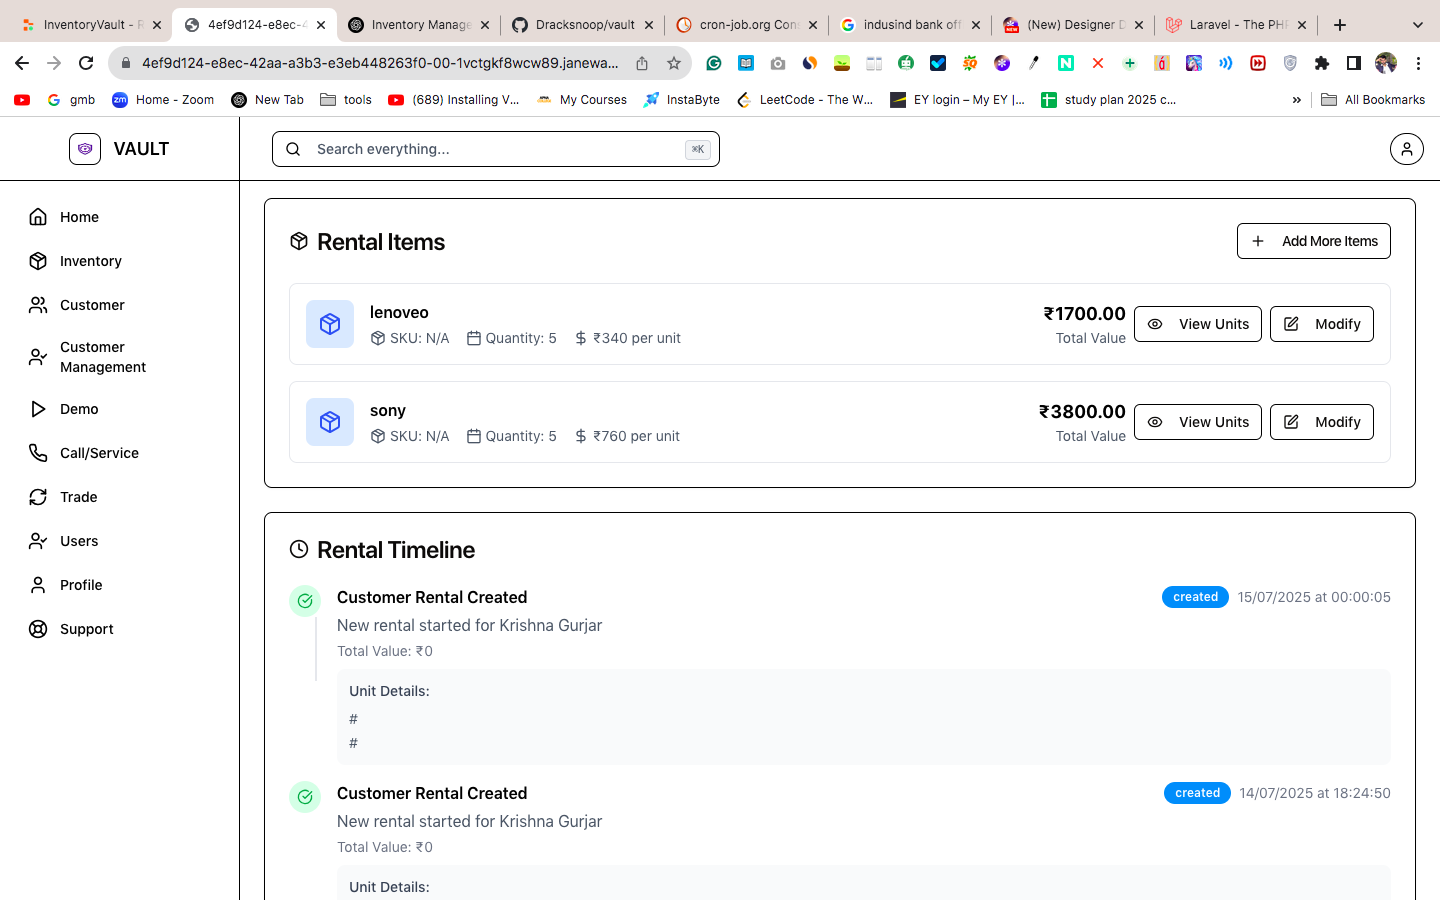 InventoryVault - R
4ef9d124-e8ec-4
Inventory Manage
Dracksnoop/vault
cron-job.org Con
indusind bank off
(New) Designer D
Laravel - The PHP
4ef9d124-e8ec-42aa-a3b3-e3eb448263f0-00-1vctgkf8wcw89.janewa...
gmb
Home - Zoom
New Tab
tools
(689) Installing V...
My Courses
InstaByte
LeetCode - The W...
EY login – My EY |...
study plan 2025 c...
»
All Bookmarks
VAULT
Search everything...
⌘K
Home
Inventory
Customer
Customer
Management
Demo
Call/Service
Trade
Users
Profile
Support
Rental Items
Add More Items
lenoveo
SKU: N/A Quantity: 5 ₹340 per unit
₹1700.00
Total Value
View Units
Modify
sony
SKU: N/A Quantity: 5 ₹760 per unit
₹3800.00
Total Value
View Units
Modify
Rental Timeline
Customer Rental Created
created 15/07/2025 at 00:00:05
New rental started for Krishna Gurjar
Total Value: ₹0
Unit Details:
#
#
Customer Rental Created
created 14/07/2025 at 18:24:50
New rental started for Krishna Gurjar
Total Value: ₹0
Unit Details: